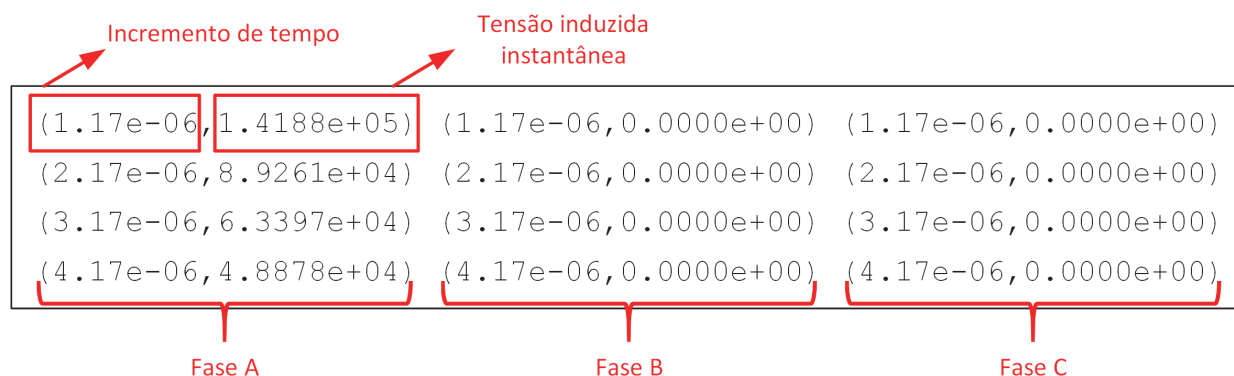 Incremento de tempo
Tensão induzida
instantânea
(1.17e-06,1.4188e+05) (1.17e-06,0.0000e+00) (1.17e-06,0.0000e+00)
(2.17e-06,8.9261e+04) (2.17e-06,0.0000e+00) (2.17e-06,0.0000e+00)
(3.17e-06,6.3397e+04) (3.17e-06,0.0000e+00) (3.17e-06,0.0000e+00)
(4.17e-06,4.8878e+04) (4.17e-06,0.0000e+00) (4.17e-06,0.0000e+00)
Fase A Fase B Fase C